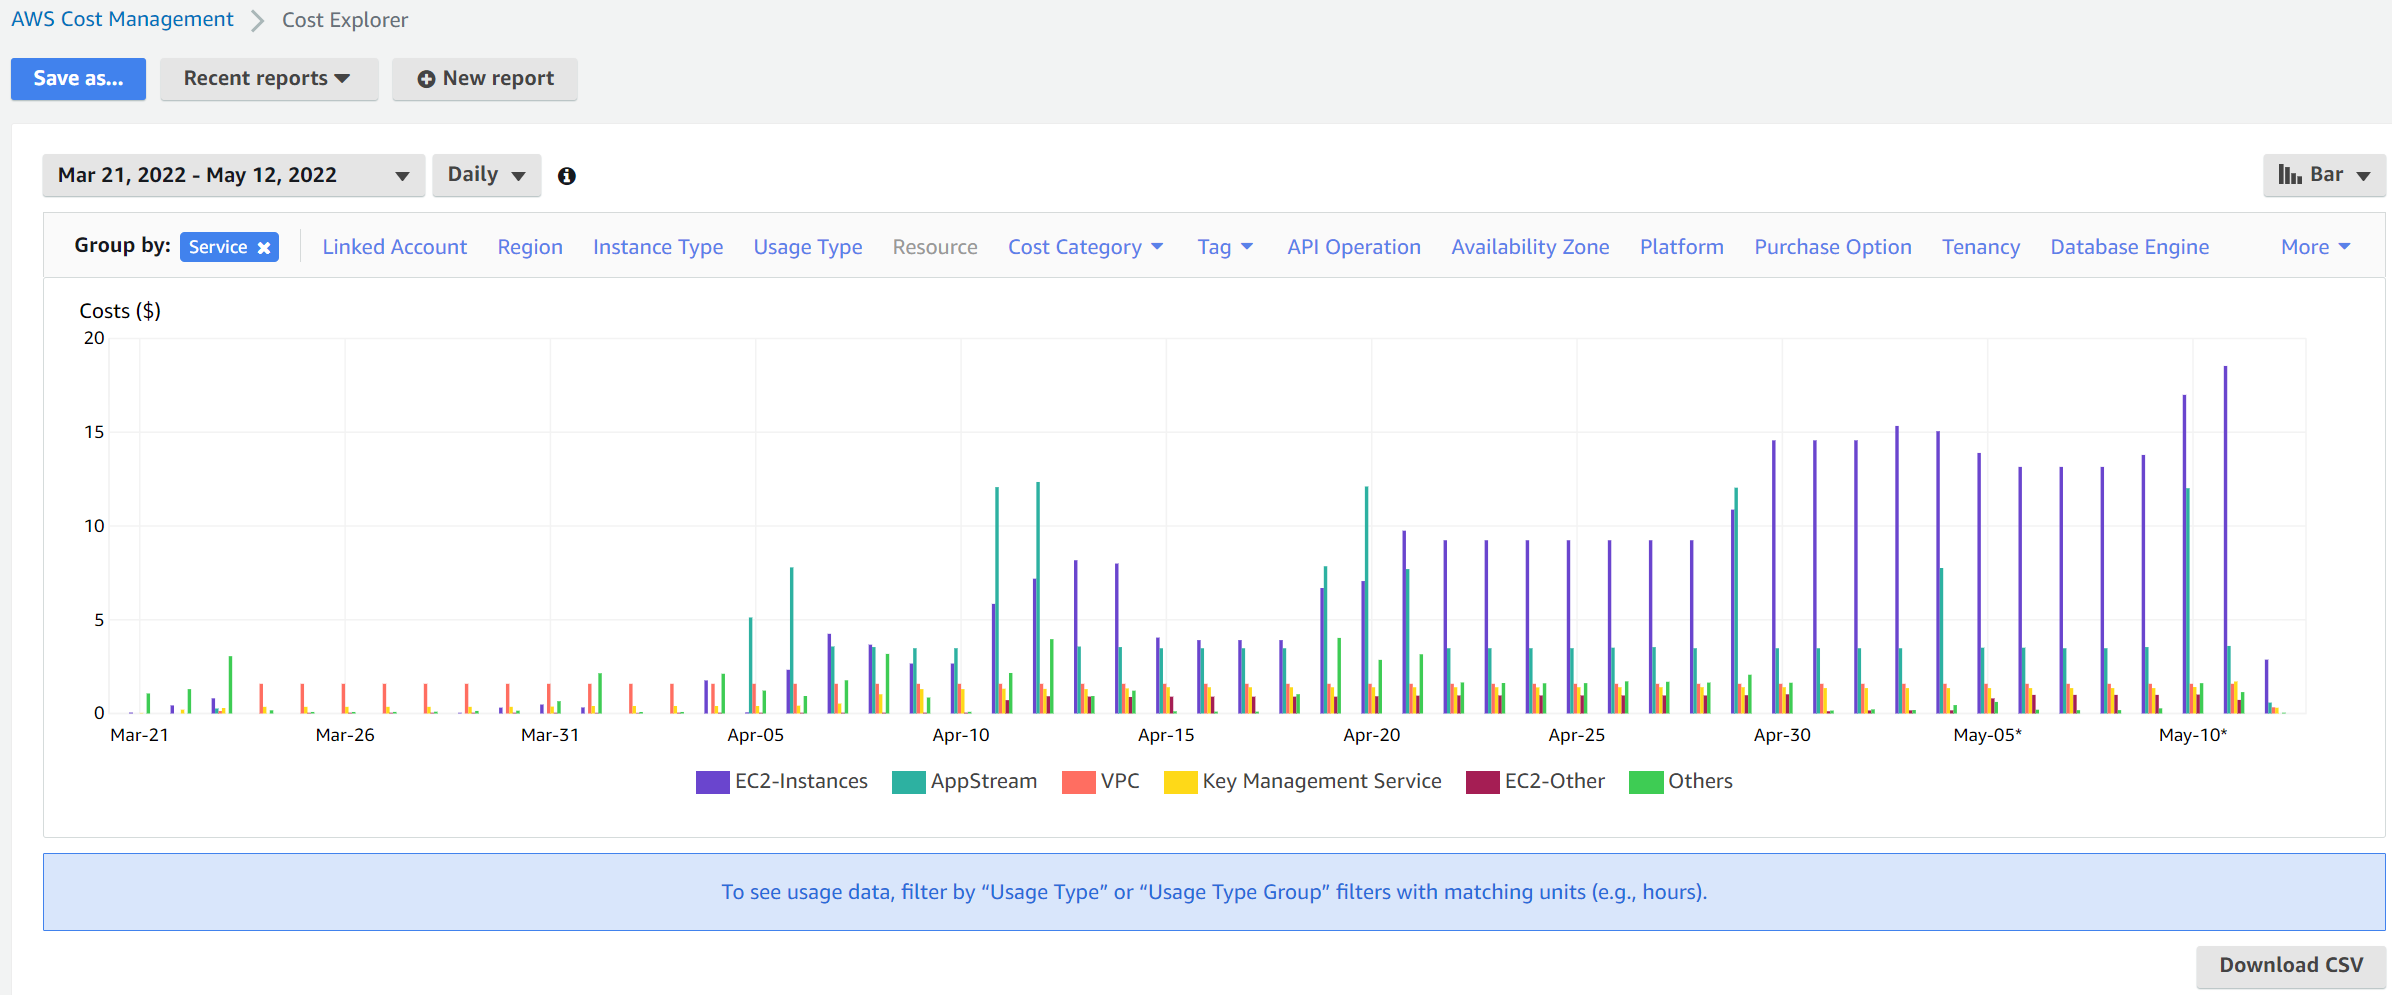 AWS Cost Management Cost Explorer
Save as... Recent reports New report
Mar 21, 2022 - May 12, 2022 Daily Bar
Group by: Service Linked Account Region Instance Type Usage Type Resource Cost Category Tag API Operation Availability Zone Platform Purchase Option Tenancy Database Engine More
Costs ($)
20
15
10
5
0
Mar-21 Mar-26 Mar-31 Apr-05 Apr-10 Apr-15 Apr-20 Apr-25 Apr-30 May-05* May-10*
EC2-Instances AppStream VPC Key Management Service EC2-Other Others
To see usage data, filter by “Usage Type” or “Usage Type Group” filters with matching units (e.g., hours).
Download CSV